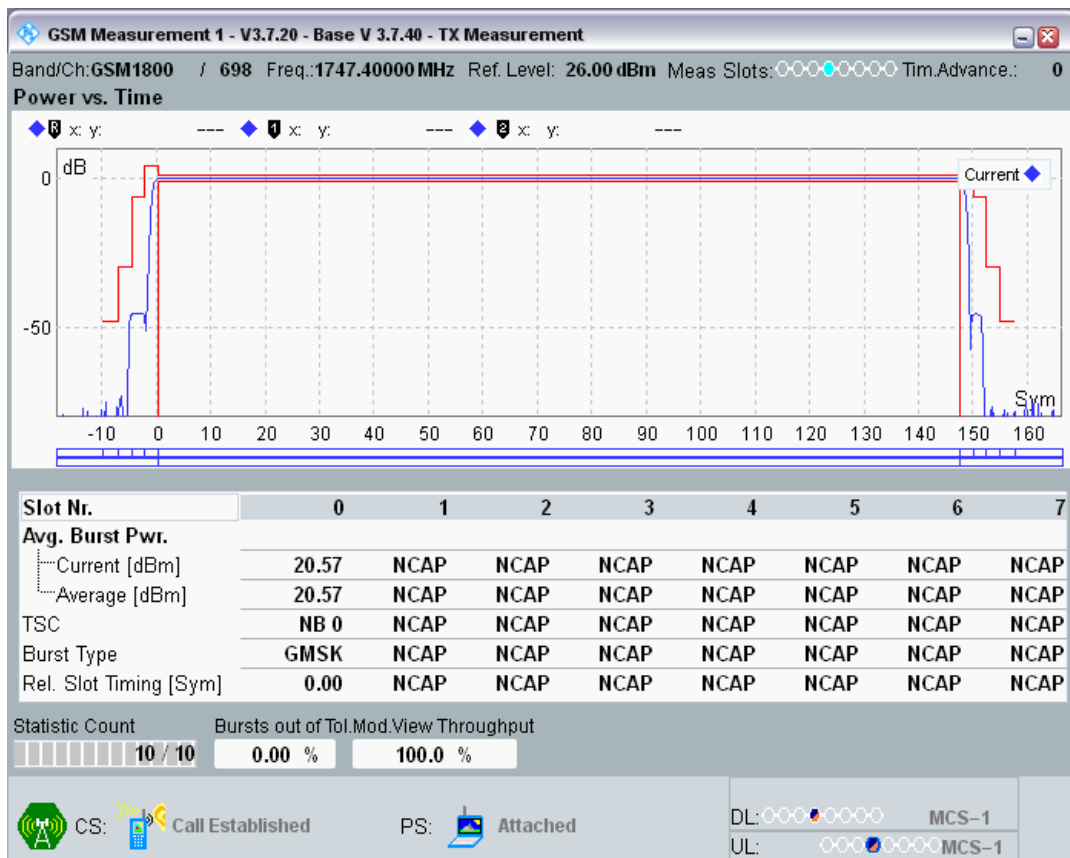 GSM Measurement 1 - V3.7.20 - Base V 3.7.40 - TX Measurement
Band/Ch:GSM1800 / 698 Freq.:1747.40000 MHz Ref. Level: 26.00 dBm Meas Slots: Tim.Advance.: 0
Power vs. Time
R x: y: --- 1 x: y: --- 2 x: y: ---
dB
Current
0
-50
Sym
-10 0 10 20 30 40 50 60 70 80 90 100 110 120 130 140 150 160
Slot Nr. 0 1 2 3 4 5 6 7
Avg. Burst Pwr.
Current [dBm] 20.57 NCAP NCAP NCAP NCAP NCAP NCAP NCAP
Average [dBm] 20.57 NCAP NCAP NCAP NCAP NCAP NCAP NCAP
TSC NB 0 NCAP NCAP NCAP NCAP NCAP NCAP NCAP
Burst Type GMSK NCAP NCAP NCAP NCAP NCAP NCAP NCAP
Rel. Slot Timing [Sym] 0.00 NCAP NCAP NCAP NCAP NCAP NCAP NCAP
Statistic Count Bursts out of Tol. Mod.View Throughput
10 / 10 0.00 % 100.0 %
CS: Call Established PS: Attached
DL: MCS-1
UL: MCS-1